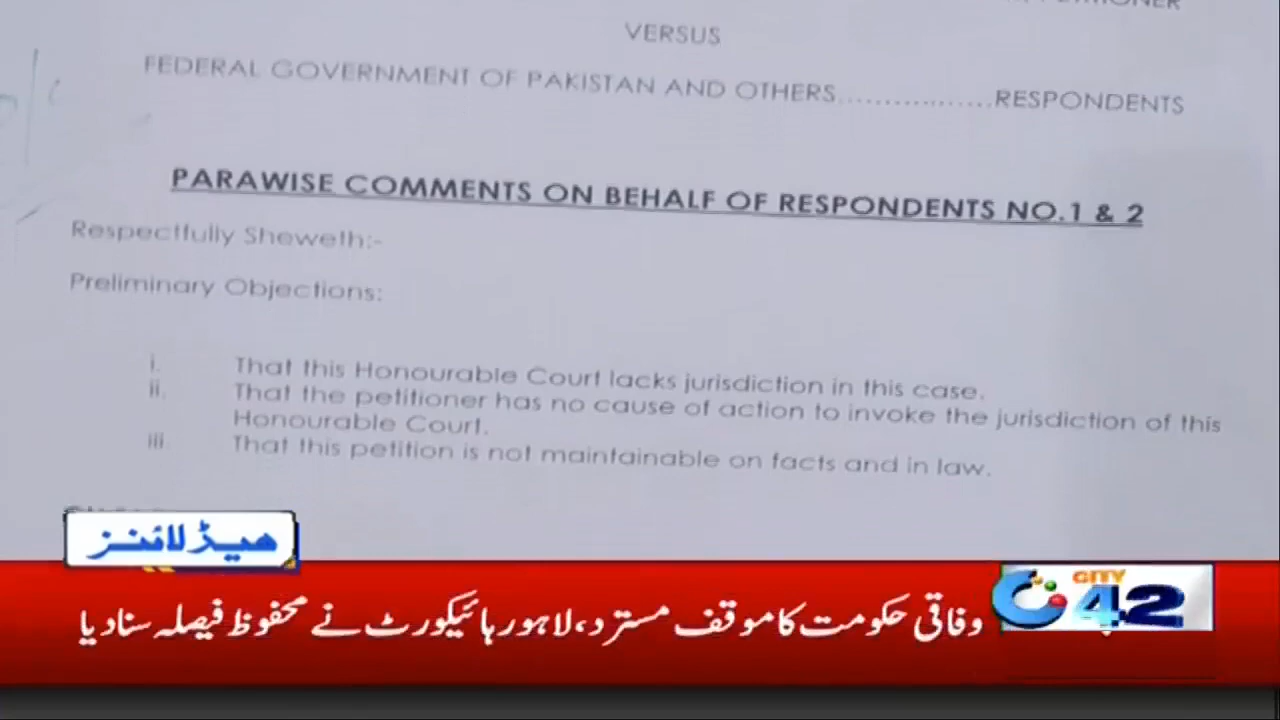 VERSUS
FEDERAL GOVERNMENT OF PAKISTAN AND OTHERS.................RESPONDENTS
PARAWISE COMMENTS ON BEHALF OF RESPONDENTS NO.1 & 2
Respectfully Sheweth:-
Preliminary Objections:
i. That this Honourable Court lacks jurisdiction in this case.
ii. That the petitioner has no cause of action to invoke the jurisdiction of this
Honourable Court.
iii. That this petition is not maintainable on facts and in law.
ہیڈلائنز
CITY
42
وفاقی حکومت کا موقف مسترد، لاہور ہائیکورٹ نے محفوظ فیصلہ سنا دیا